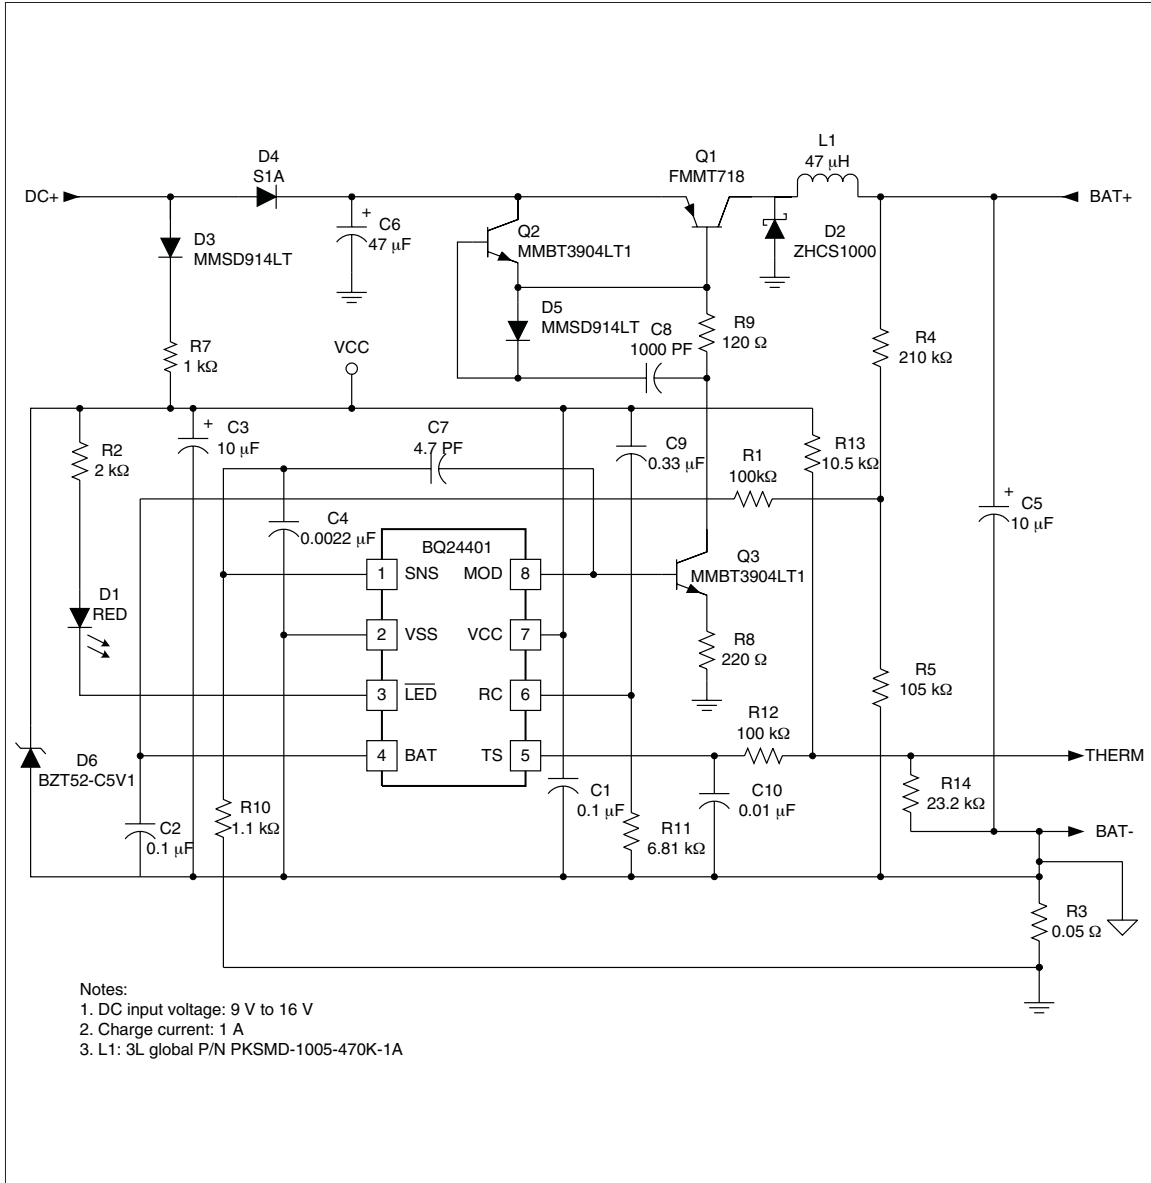 L1
47 μH
D4
S1A
Q1
FMMT718
DC+
BAT+
+
C6
47 μF
Q2
MMBT3904LT1
D2
ZHCS1000
D3
MMSD914LT
D5
MMSD914LT
C8
1000 PF
R9
120 Ω
R4
210 kΩ
R7
1 kΩ
VCC
+
C3
10 μF
C7
4.7 PF
C9
0.33 μF
R13
10.5 kΩ
R2
2 kΩ
R1
100kΩ
C4
0.0022 μF
+
C5
10 μF
BQ24401
1 SNS MOD 8
2 VSS VCC 7
3 LED RC 6
4 BAT TS 5
Q3
MMBT3904LT1
D1
RED
R8
220 Ω
R5
105 kΩ
R12
100 kΩ
D6
BZT52-C5V1
THERM
R14
23.2 kΩ
C1
0.1 μF
C10
0.01 μF
R10
1.1 kΩ
C2
0.1 μF
R11
6.81 kΩ
BAT-
R3
0.05 Ω
Notes:
1. DC input voltage: 9 V to 16 V
2. Charge current: 1 A
3. L1: 3L global P/N PKSMD-1005-470K-1A